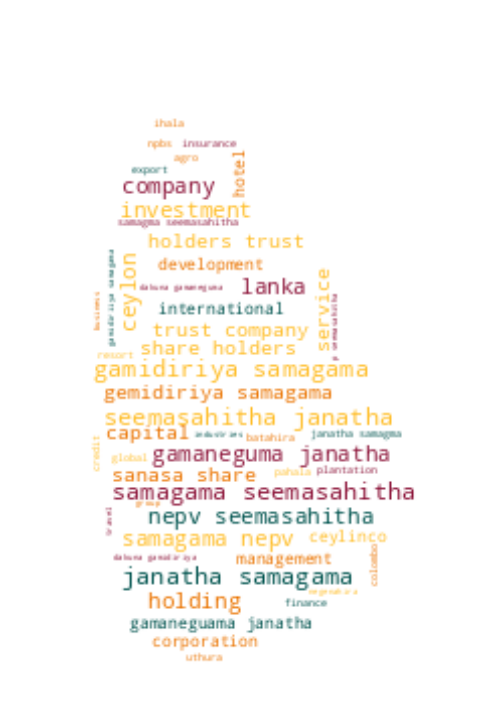 ihala
npbs insurance
agro
export
hotel
company
investment
samagma seemasahitha
holders trust
development
ceylon
gamidiriya samagama
business
dakuna gamaneguma
lanka
service
international
trust company
share holders
resort
gamidiriya samagama
gemidiriya samagama
seemasahitha janatha
capital
industries
batahira
janatha samagma
credit
global
gamaneguma janatha
sanasa share
pahala
plantation
samagama seemasahitha
group
travel
nepv seemasahitha
samagama nepv
ceylinco
dakuna gamidiriya
management
colombo
janatha samagama
holding
finance
gamaneguama janatha
corporation
uthura